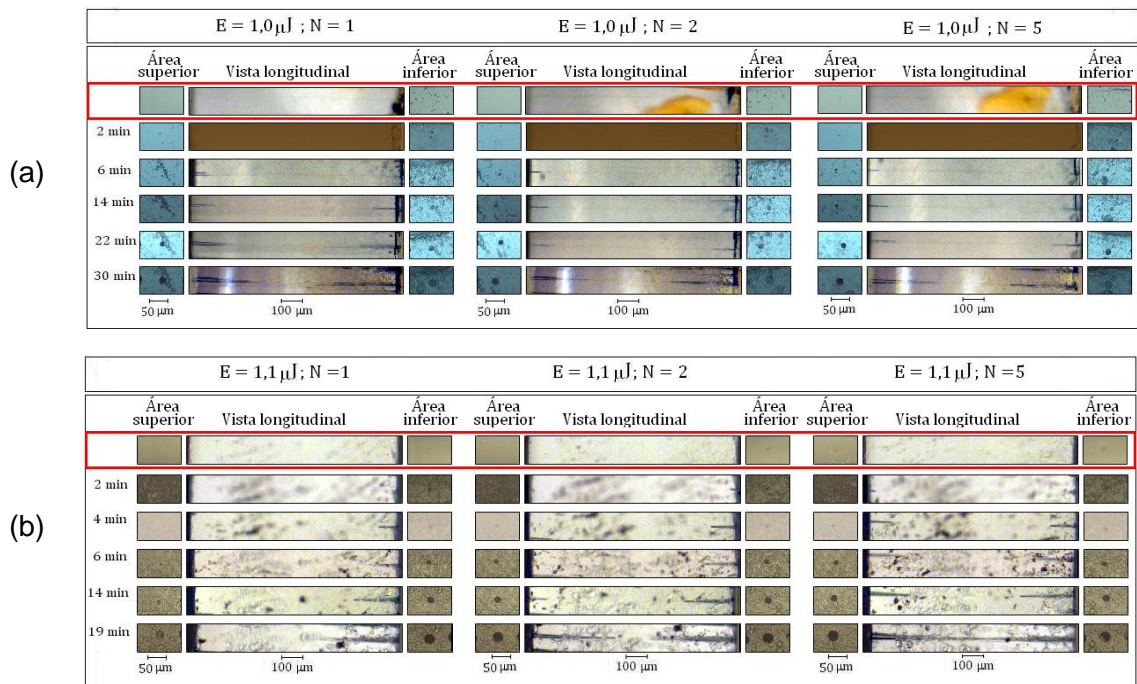 E = 1,0 μJ ; N = 1
E = 1,0 μJ ; N = 2
E = 1,0 μJ ; N = 5
Área superior
Vista longitudinal
Área inferior
Área superior
Vista longitudinal
Área inferior
Área superior
Vista longitudinal
Área inferior
(a)
2 min
6 min
14 min
22 min
30 min
50 μm
100 μm
50 μm
100 μm
50 μm
100 μm
E = 1,1 μJ ; N =1
E = 1,1 μJ ; N = 2
E = 1,1 μJ ; N =5
Área superior
Vista longitudinal
Área inferior
Área superior
Vista longitudinal
Área inferior
Área superior
Vista longitudinal
Área inferior
(b)
2 min
4 min
6 min
14 min
19 min
50 μm
100 μm
50 μm
100 μm
50 μm
100 μm